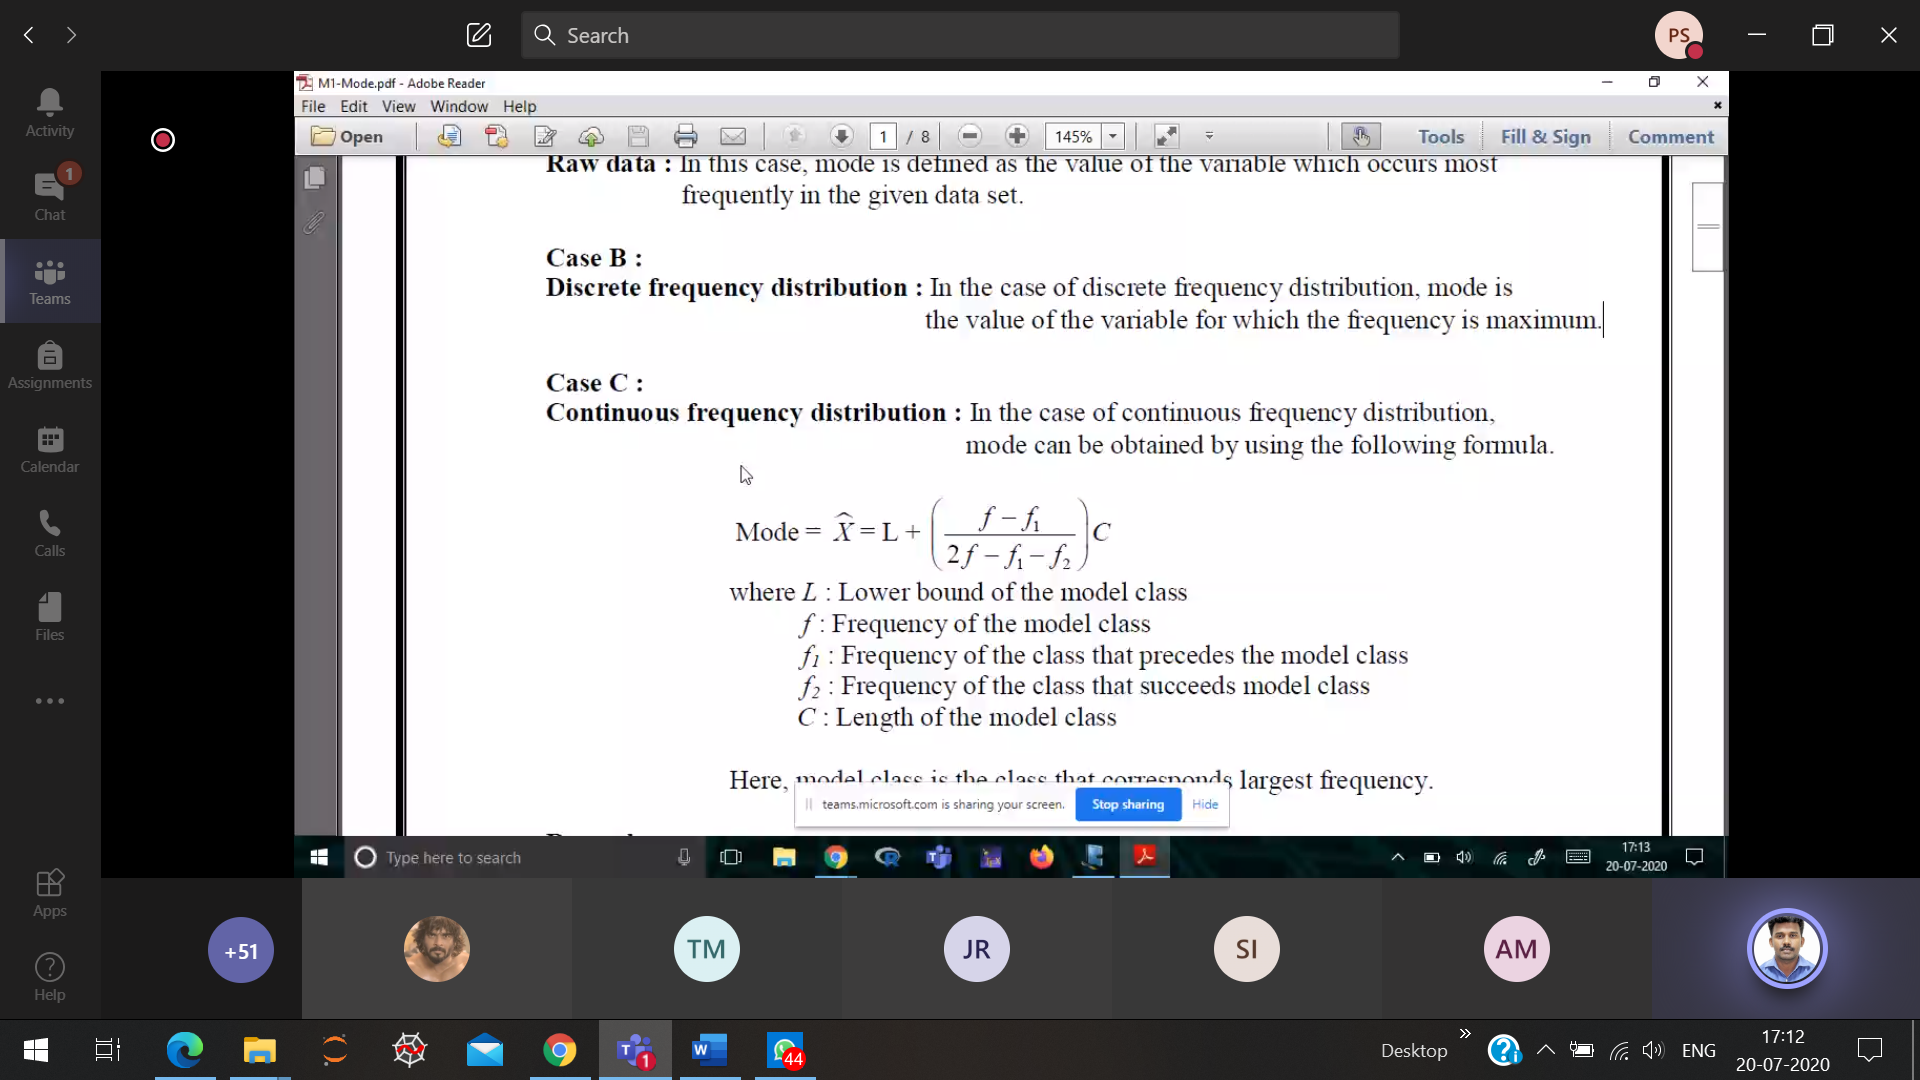 Search
PS
Activity
Chat
1
Teams
Assignments
Calendar
Calls
Files
Apps
Help
M1-Mode.pdf - Adobe Reader
File Edit View Window Help
Open
1 / 8
145%
Tools Fill & Sign Comment
Raw data : In this case, mode is defined as the value of the variable which occurs most
frequently in the given data set.
Case B :
Discrete frequency distribution : In the case of discrete frequency distribution, mode is
the value of the variable for which the frequency is maximum.
Case C :
Continuous frequency distribution : In the case of continuous frequency distribution,
mode can be obtained by using the following formula.
Mode = X̂ = L + ( (f − f₁) / (2f − f₁ − f₂) ) C
where L : Lower bound of the model class
f : Frequency of the model class
f₁ : Frequency of the class that precedes the model class
f₂ : Frequency of the class that succeeds model class
C : Length of the model class
Here, model class is the class that corresponds largest frequency.
teams.microsoft.com is sharing your screen. Stop sharing Hide
Type here to search
17:13
20-07-2020
+51
TM
JR
SI
AM
1
44
Desktop
ENG
17:12
20-07-2020